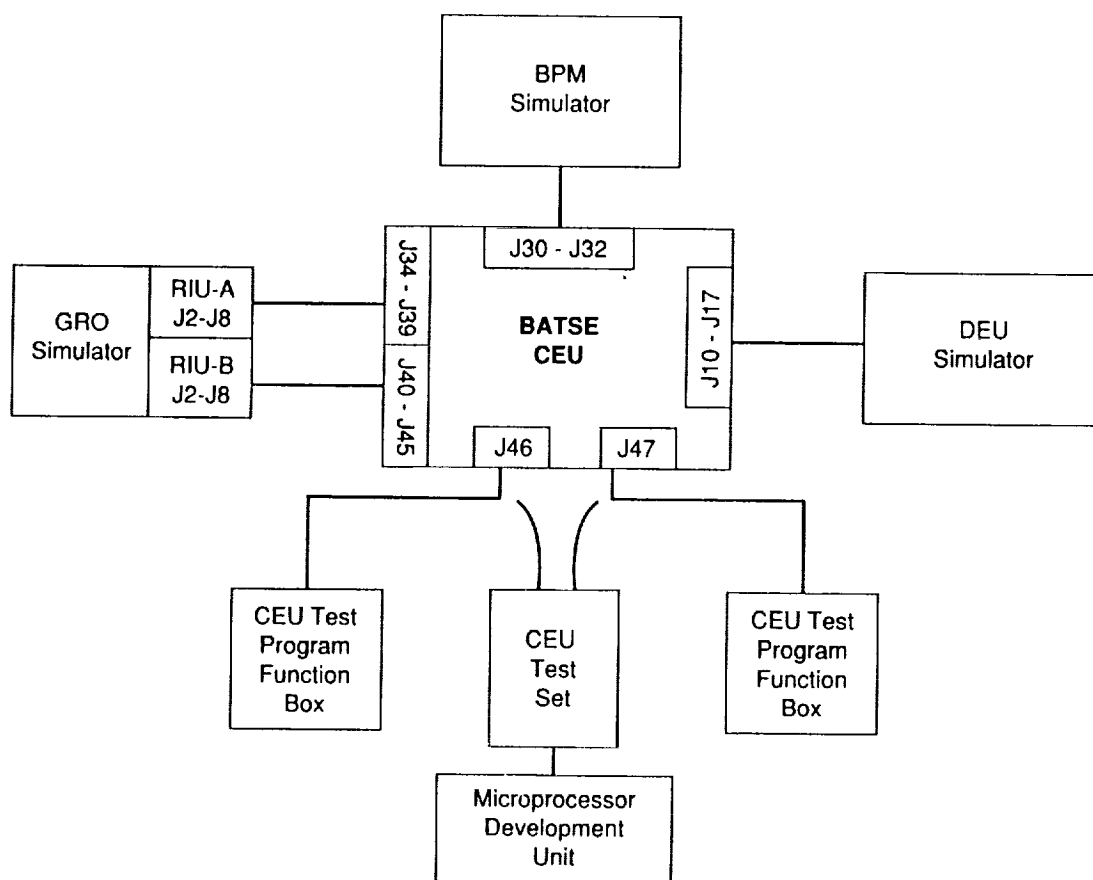 BPM
Simulator
J30 - J32
J34 - J39
RIU-A
J2-J8
GRO
Simulator
RIU-B
J2-J8
BATSE
CEU
J10 - J17
DEU
Simulator
J40 - J45
J46
J47
CEU Test
Program
Function
Box
CEU
Test
Set
CEU Test
Program
Function
Box
Microprocessor
Development
Unit